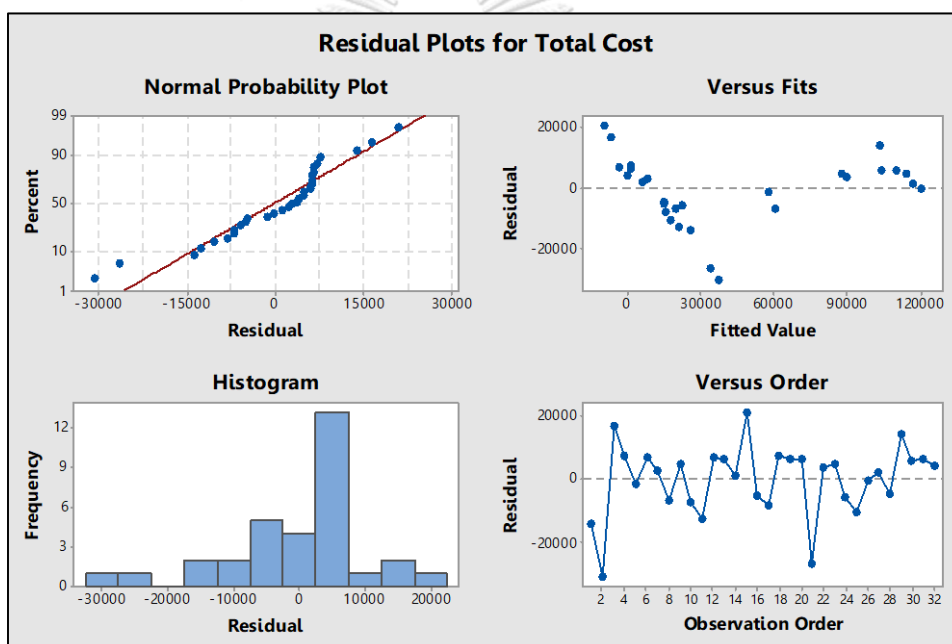 Residual Plots for Total Cost
Normal Probability Plot
Percent
99
90
50
10
1
-30000 -15000 0 15000 30000
Residual
Versus Fits
Residual
20000
0
-20000
0 30000 60000 90000 120000
Fitted Value
Histogram
Frequency
12
9
6
3
0
-30000 -20000 -10000 0 10000 20000
Residual
Versus Order
Residual
20000
0
-20000
2 4 6 8 10 12 14 16 18 20 22 24 26 28 30 32
Observation Order